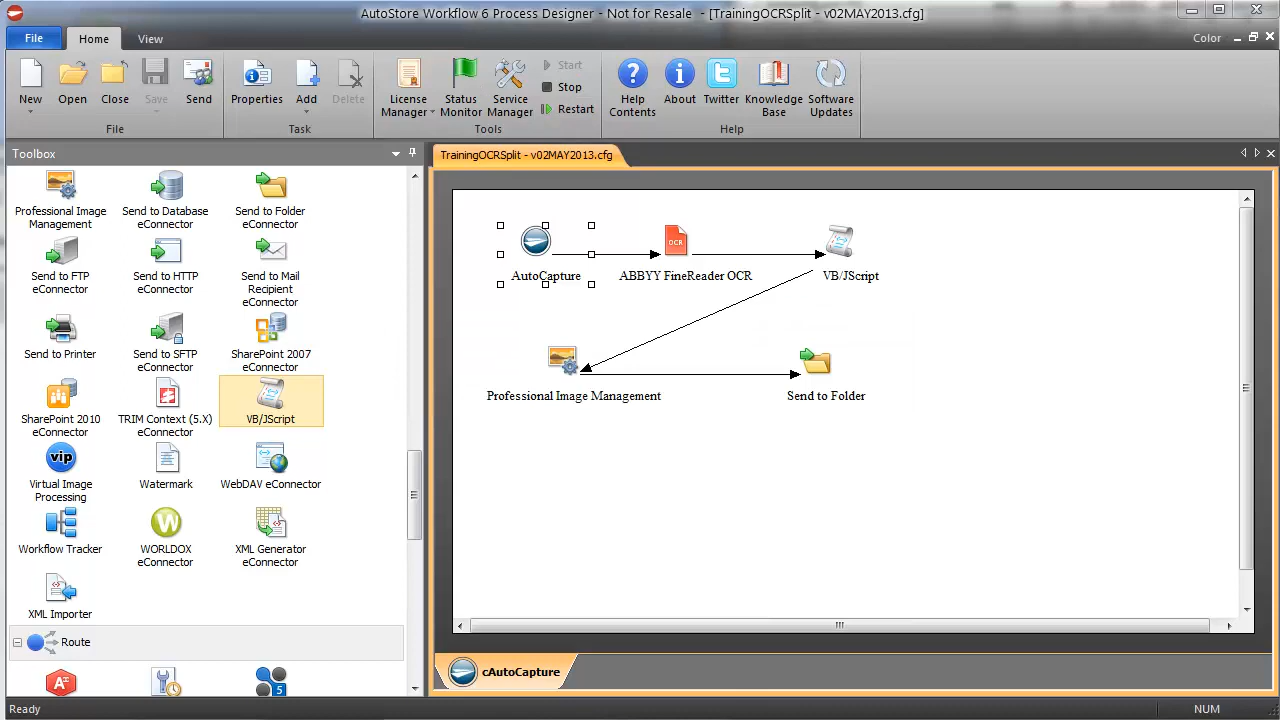 AutoStore Workflow 6 Process Designer - Not for Resale - [TrainingOCRSplit - v02MAY2013.cfg]
File
Home
View
Color
New
Open
Close
Save
Send
File
Properties
Add
Delete
Task
License Manager
Status Monitor
Service Manager
Start
Stop
Restart
Tools
Help Contents
About
Twitter
Knowledge Base
Software Updates
Help
Toolbox
TrainingOCRSplit - v02MAY2013.cfg
Professional Image
Management
Send to Database
eConnector
Send to Folder
eConnector
Send to FTP
eConnector
Send to HTTP
eConnector
Send to Mail
Recipient
eConnector
Send to Printer
Send to SFTP
eConnector
SharePoint 2007
eConnector
SharePoint 2010
eConnector
TRIM Context (5.X)
eConnector
VB/JScript
vip
Virtual Image
Processing
Watermark
WebDAV eConnector
Workflow Tracker
W
WORLDOX
eConnector
XML Generator
eConnector
XML Importer
Route
5
AutoCapture
OCR
ABBYY FineReader OCR
VB/JScript
Professional Image Management
Send to Folder
cAutoCapture
Ready
NUM